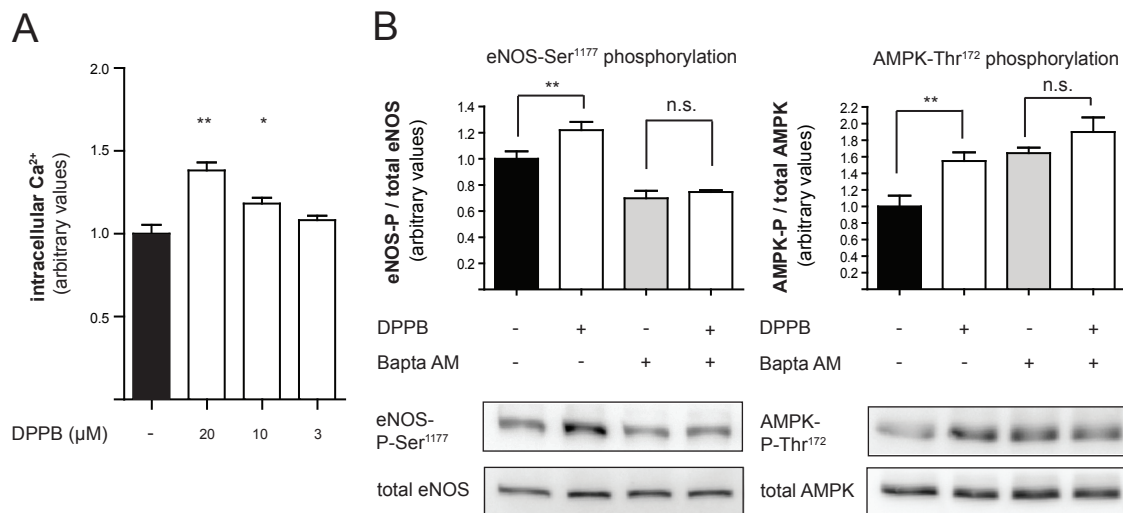 A
2.0
1.5
1.0
0.5
intracellular Ca²⁺
(arbitrary values)
** *
DPPB (µM) - 20 10 3
B
eNOS-Ser¹¹⁷⁷ phosphorylation
** n.s.
1.4
1.2
1.0
0.8
0.6
0.4
0.2
eNOS-P / total eNOS
(arbitrary values)
DPPB - + - +
Bapta AM - - + +
eNOS-
P-Ser¹¹⁷⁷
total eNOS
AMPK-Thr¹⁷² phosphorylation
n.s.
**
2.2
2.0
1.8
1.6
1.4
1.2
1.0
0.8
0.6
0.4
0.2
AMPK-P / total AMPK
(arbitrary values)
DPPB - + - +
Bapta AM - - + +
AMPK-
P-Thr¹⁷²
total AMPK